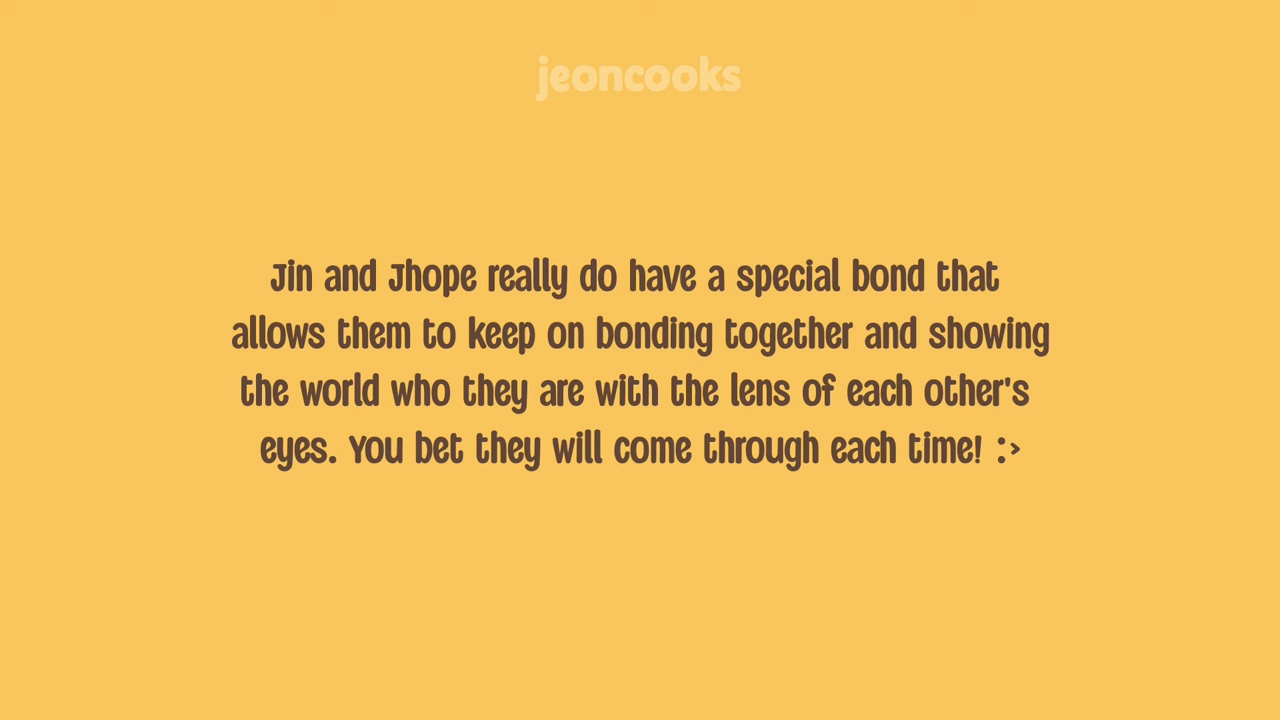 jeoncooks
Jin and Jhope really do have a special bond that
allows them to keep on bonding together and showing
the world who they are with the lens of each other's
eyes. You bet they will come through each time! :>